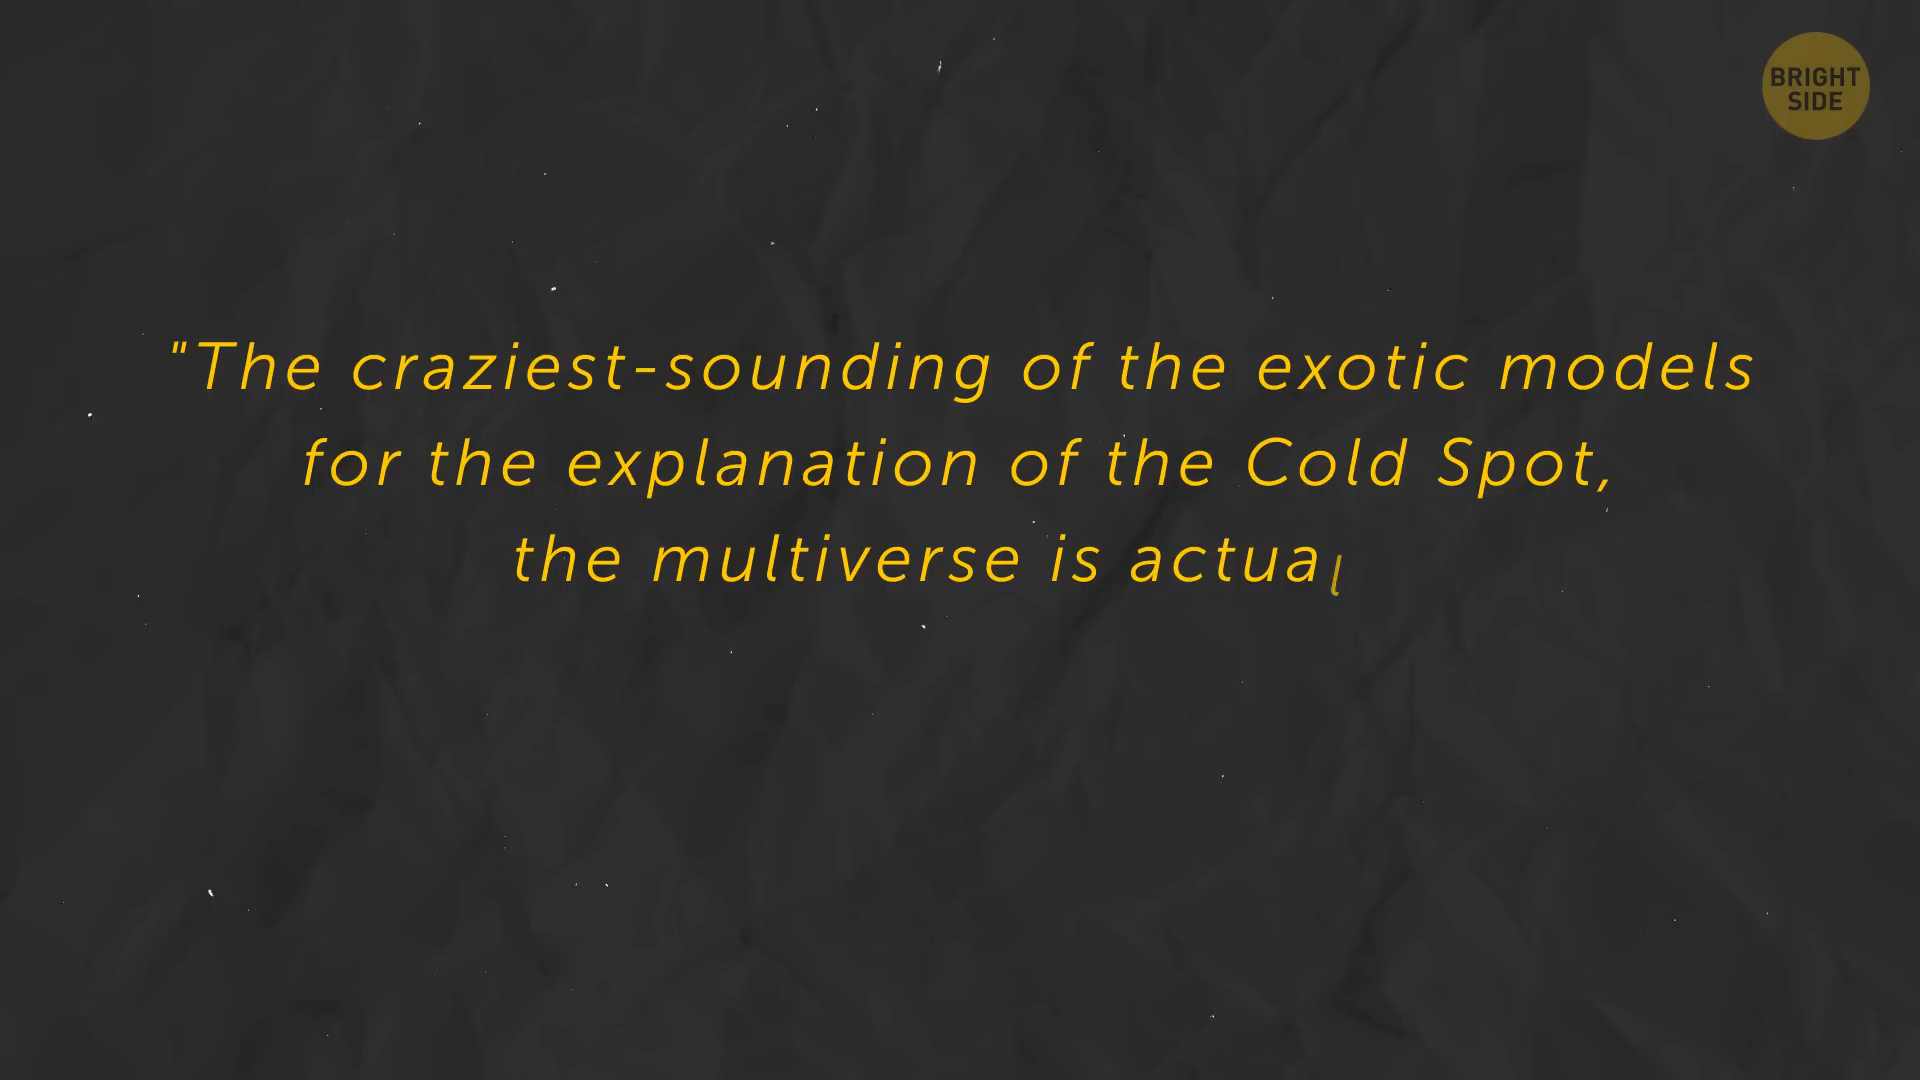 BRIGHT
SIDE
"The craziest-sounding of the exotic models
for the explanation of the Cold Spot,
the multiverse is actual